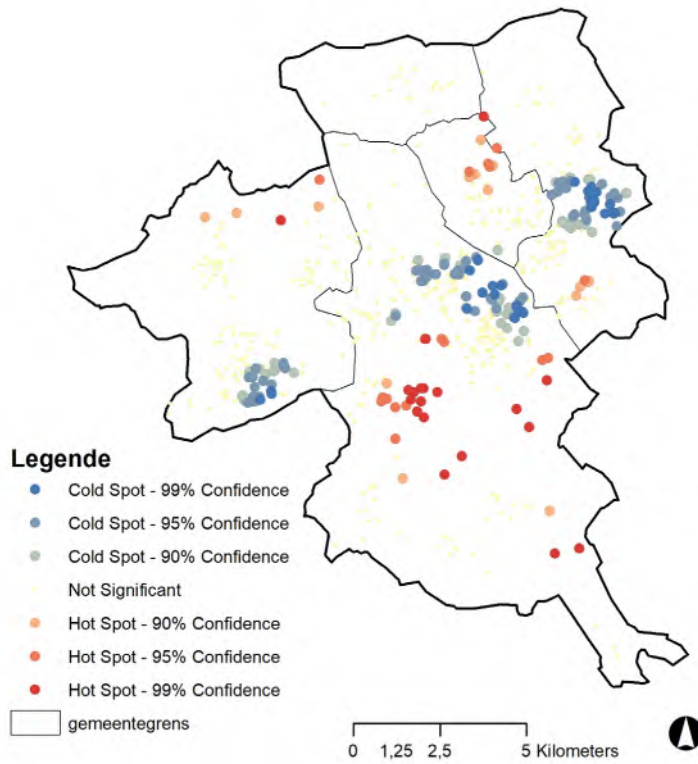 Legende
Cold Spot - 99% Confidence
Cold Spot - 95% Confidence
Cold Spot - 90% Confidence
Not Significant
Hot Spot - 90% Confidence
Hot Spot - 95% Confidence
Hot Spot - 99% Confidence
gemeentegrens
0 1,25 2,5 5 Kilometers